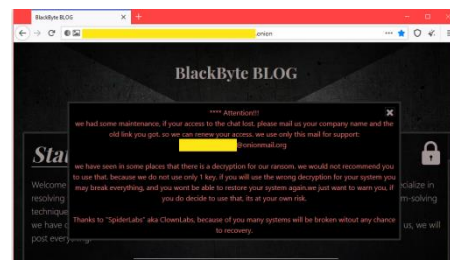 BlackByte BLOG
.onion
BlackByte BLOG
**** Attention!!!
we had some maintenance, if your access to the chat lost, please mail us your company name and the
old link you got, so we can renew your access. we use only this mail for support:
@onionmail.org
we have seen in some places that there is a decryption for our ransom. we would not recommend you
to use that. because we do not use only 1 key. if you will use the wrong decryption for your system you
may break everything, and you wont be able to restore your system again.we just want to warn you, if
you do decide to use that, its at your own risk.
Thanks to "SpiderLabs" aka ClownLabs, because of you many systems will be broken witout any chance
to recovery.
Stat
Welcome
ecialize in
resolving
m-solving
technique
we have c
us, we will
post everything.